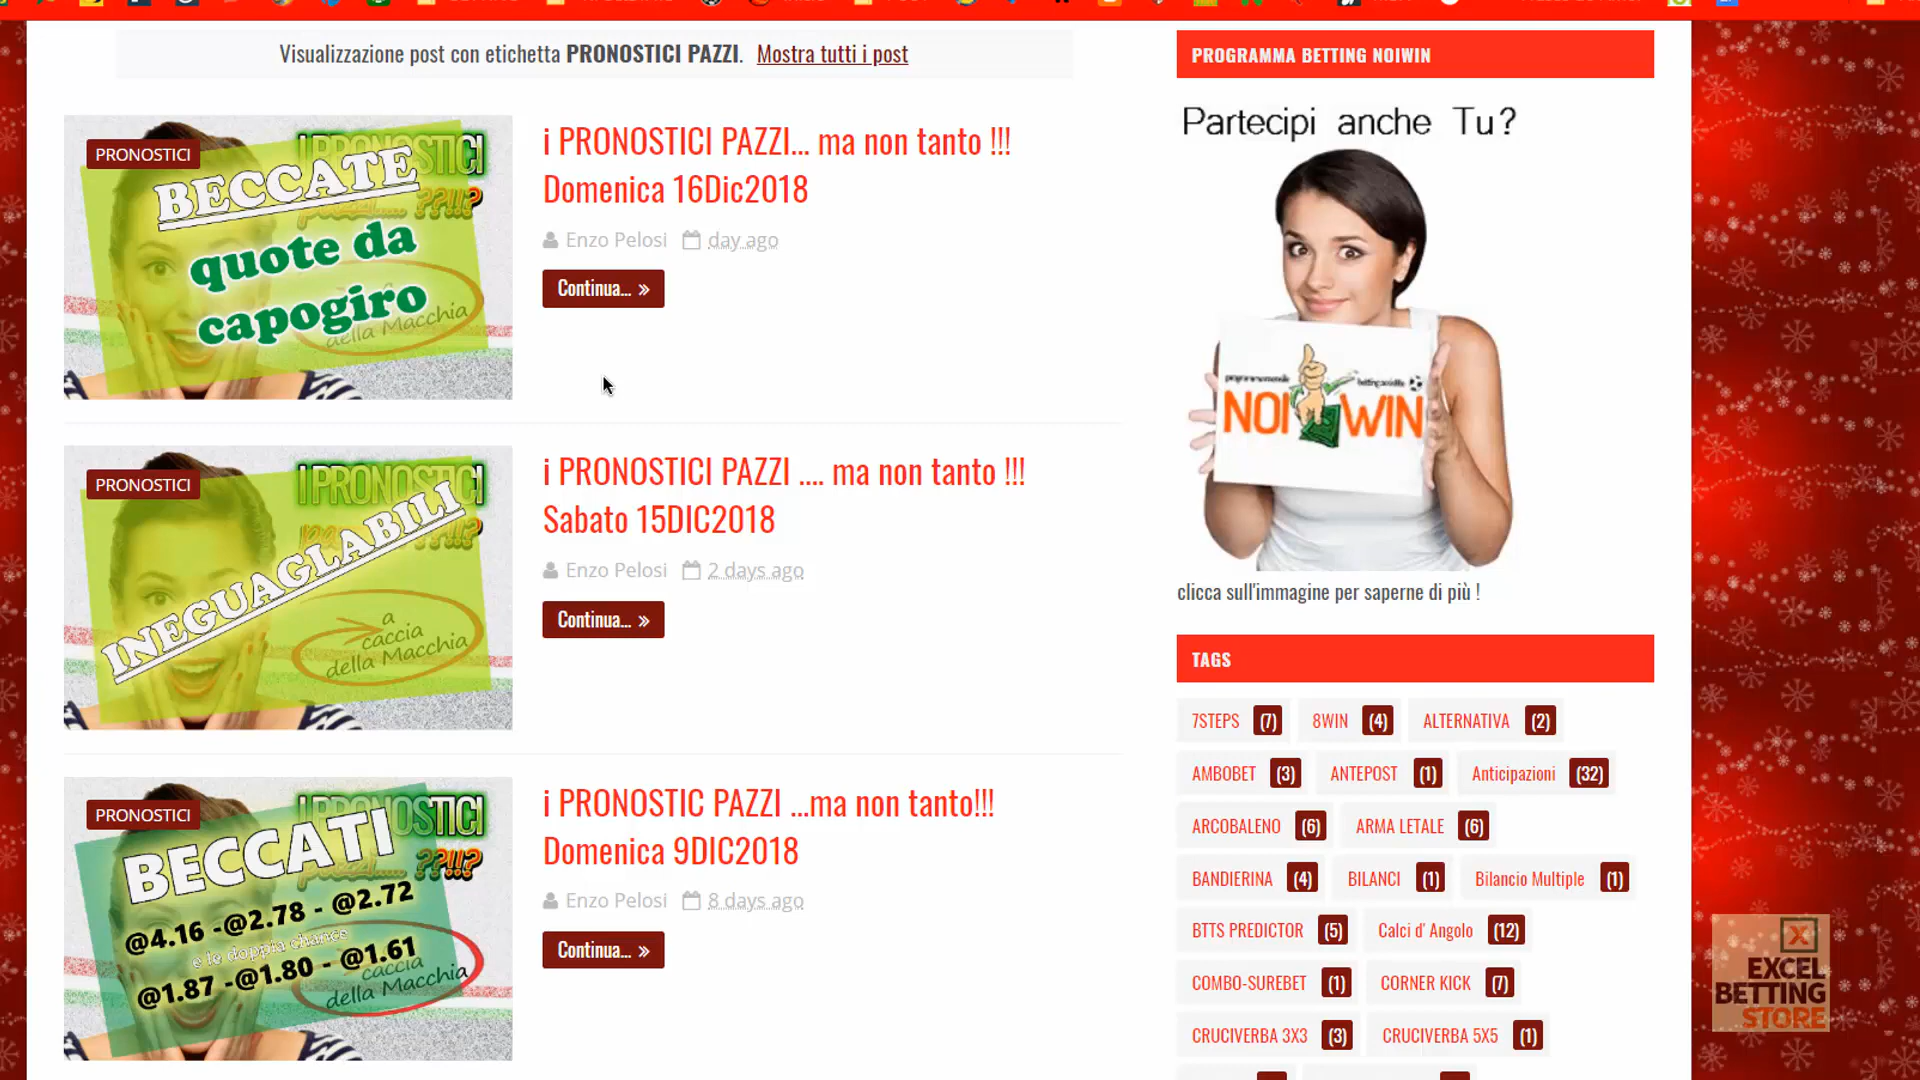 Visualizzazione post con etichetta PRONOSTICI PAZZI. Mostra tutti i post
PRONOSTICI
BECCATE
quote da
capogiro
della Macchia
i PRONOSTICI PAZZI... ma non tanto !!!
Domenica 16Dic2018
Enzo Pelosi day ago
Continua... »
PRONOSTICI
I PRONOSTICI
INEGUAGLABILI
a
caccia
della Macchia
i PRONOSTICI PAZZI .... ma non tanto !!!
Sabato 15DIC2018
Enzo Pelosi 2 days ago
Continua... »
PRONOSTICI
BECCATI
??!!?
@4.16 -@2.78 - @2.72
e le doppia chance
@1.87 -@1.80 - @1.61
caccia
della Macchia
i PRONOSTIC PAZZI ...ma non tanto!!!
Domenica 9DIC2018
Enzo Pelosi 8 days ago
Continua... »
PROGRAMMA BETTING NOIWIN
Partecipi anche Tu?
NOI WIN
clicca sull'immagine per saperne di più !
TAGS
7STEPS (7) 8WIN (4) ALTERNATIVA (2)
AMBOBET (3) ANTEPOST (1) Anticipazioni (32)
ARCOBALENO (6) ARMA LETALE (6)
BANDIERINA (4) BILANCI (1) Bilancio Multiple (1)
BTTS PREDICTOR (5) Calci d' Angolo (12)
COMBO-SUREBET (1) CORNER KICK (7)
CRUCIVERBA 3X3 (3) CRUCIVERBA 5X5 (1)
X
EXCEL
BETTING
STORE